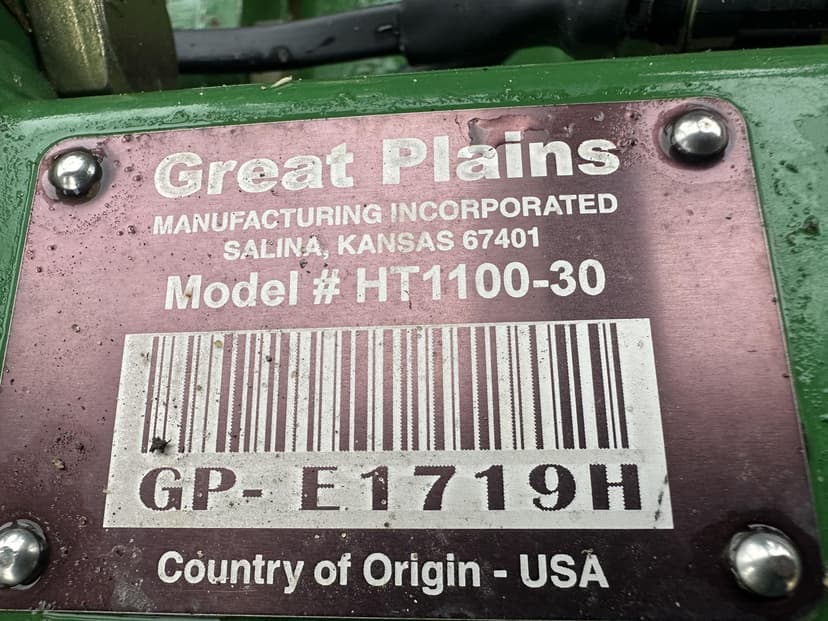 Great Plains
MANUFACTURING INCORPORATED
SALINA, KANSAS 67401
Model # HT1100-30
GP- E1719H
Country of Origin - USA